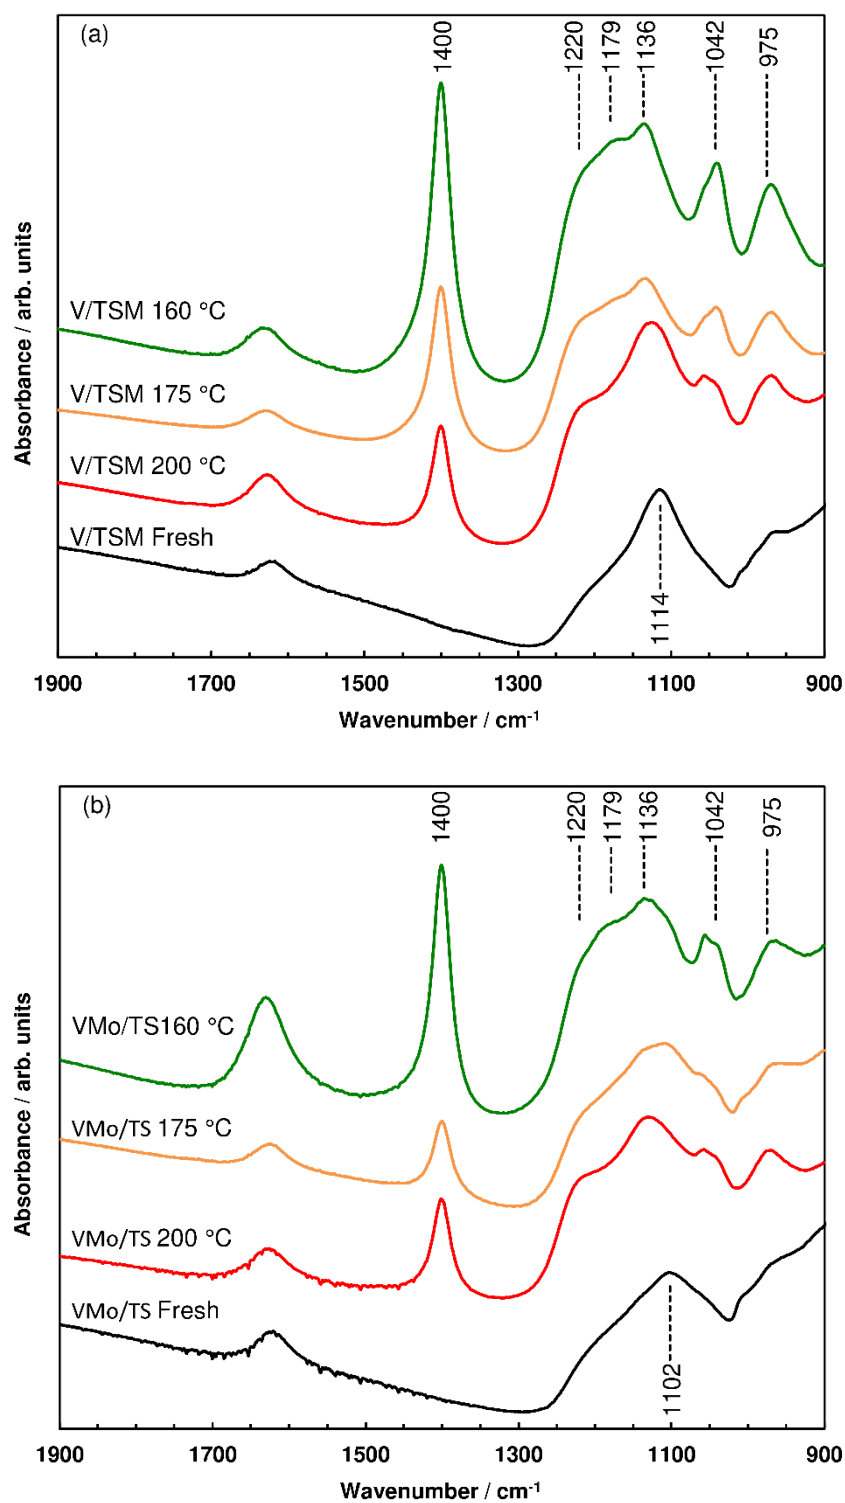 (a)
1400
1220
1179
1136
1042
975
V/TSM 160 °C
V/TSM 175 °C
V/TSM 200 °C
V/TSM Fresh
1114
Absorbance / arb. units
1900 1700 1500 1300 1100 900
Wavenumber / cm⁻¹
(b)
1400
1220
1179
1136
1042
975
VMo/TS160 °C
VMo/TS 175 °C
VMo/TS 200 °C
VMo/TS Fresh
1102
Absorbance / arb. units
1900 1700 1500 1300 1100 900
Wavenumber / cm⁻¹